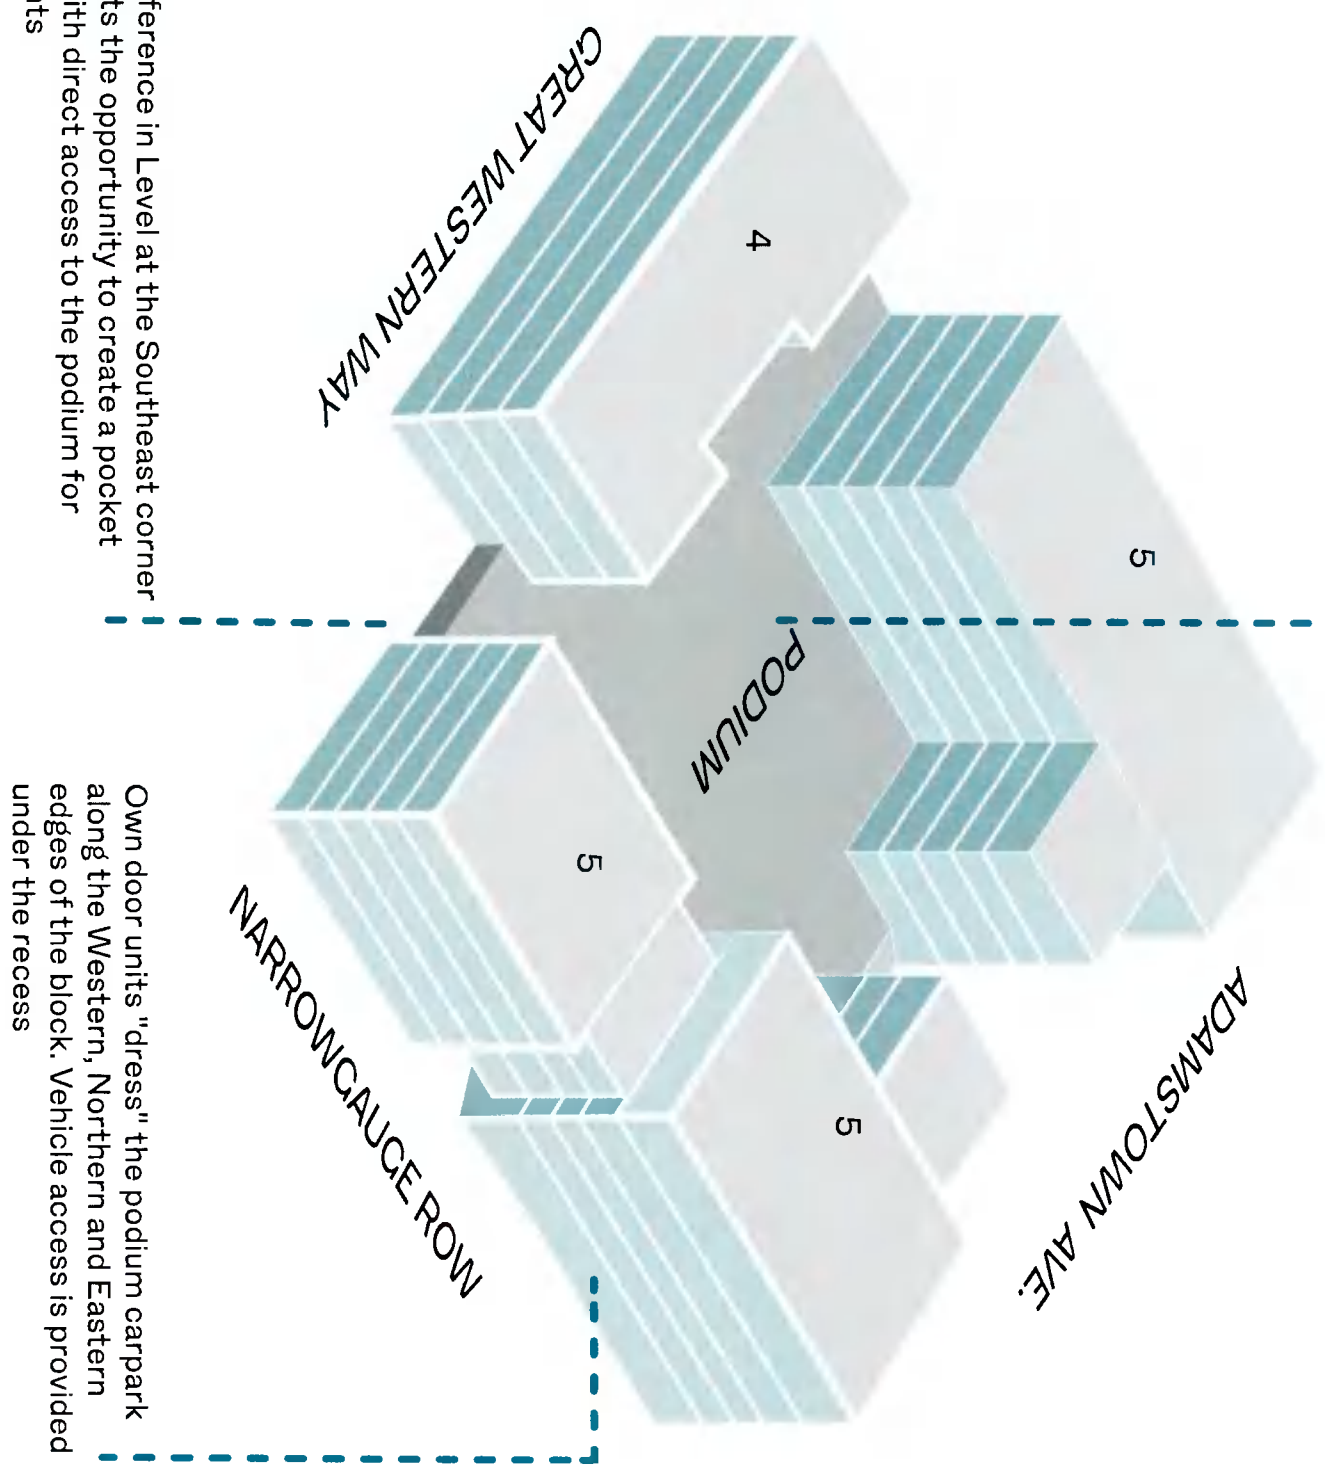 GREAT WESTERN WAY
4
5
ADAMSTOWN AVE.
PODIUM
5
5
NARROWGAUGE ROW
ference in Level at the Southeast corner
ts the opportunity to create a pocket
ith direct access to the podium for
nts
Own door units "dress" the podium carpark
along the Western, Northern and Eastern
edges of the block. Vehicle access is provided
under the recess